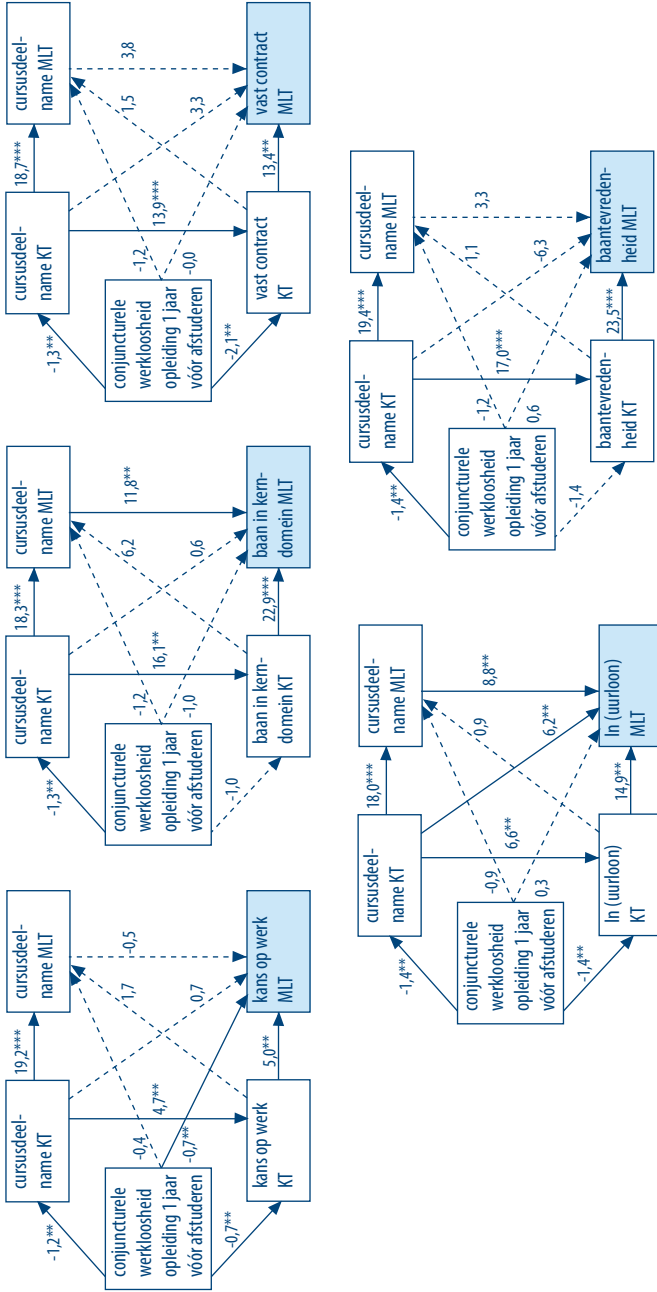 cursusdeel-
name KT
cursusdeel-
name MLT
conjuncturele
werkloosheid
opleiding 1 jaar
vóór afstuderen
kans op werk
KT
kans op werk
MLT
-1,2**
19,2***
-0,5
1,7
0,7
4,7**
-0,4
-0,7**
-0,7**
5,0**
cursusdeel-
name KT
cursusdeel-
name MLT
conjuncturele
werkloosheid
opleiding 1 jaar
vóór afstuderen
baan in kern-
domein KT
baan in kern-
domein MLT
-1,3**
18,3***
11,8**
6,2
0,6
16,1**
-1,2
-1,0
-1,0
22,9***
cursusdeel-
name KT
cursusdeel-
name MLT
conjuncturele
werkloosheid
opleiding 1 jaar
vóór afstuderen
vast contract
KT
vast contract
MLT
-1,3**
18,7***
3,8
1,5
3,3
13,9***
-1,2
-0,0
-2,1**
13,4**
cursusdeel-
name KT
cursusdeel-
name MLT
conjuncturele
werkloosheid
opleiding 1 jaar
vóór afstuderen
ln (uurloon)
KT
ln (uurloon)
MLT
-1,4**
18,0***
8,8**
0,9
6,2**
6,6**
-0,9
0,3
-1,4**
14,9**
cursusdeel-
name KT
cursusdeel-
name MLT
conjuncturele
werkloosheid
opleiding 1 jaar
vóór afstuderen
baantevreden-
heid KT
baantevreden-
heid MLT
-1,4**
19,4***
3,3
1,1
-6,3
17,0***
-1,2
0,6
-1,4
23,5***